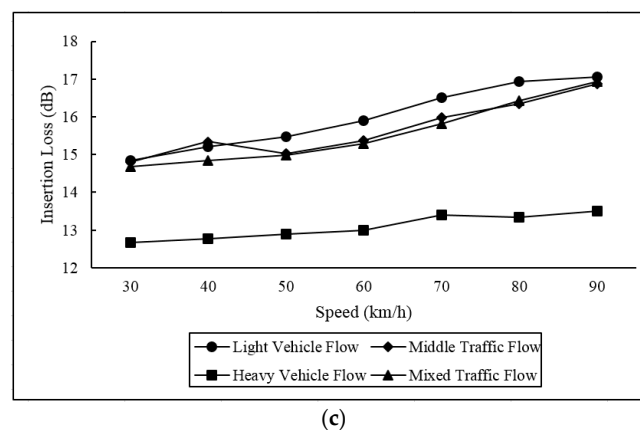 18
17
16
15
14
13
12
Insertion Loss (dB)
30 40 50 60 70 80 90
Speed (km/h)
Light Vehicle Flow Middle Traffic Flow
Heavy Vehicle Flow Mixed Traffic Flow
(c)